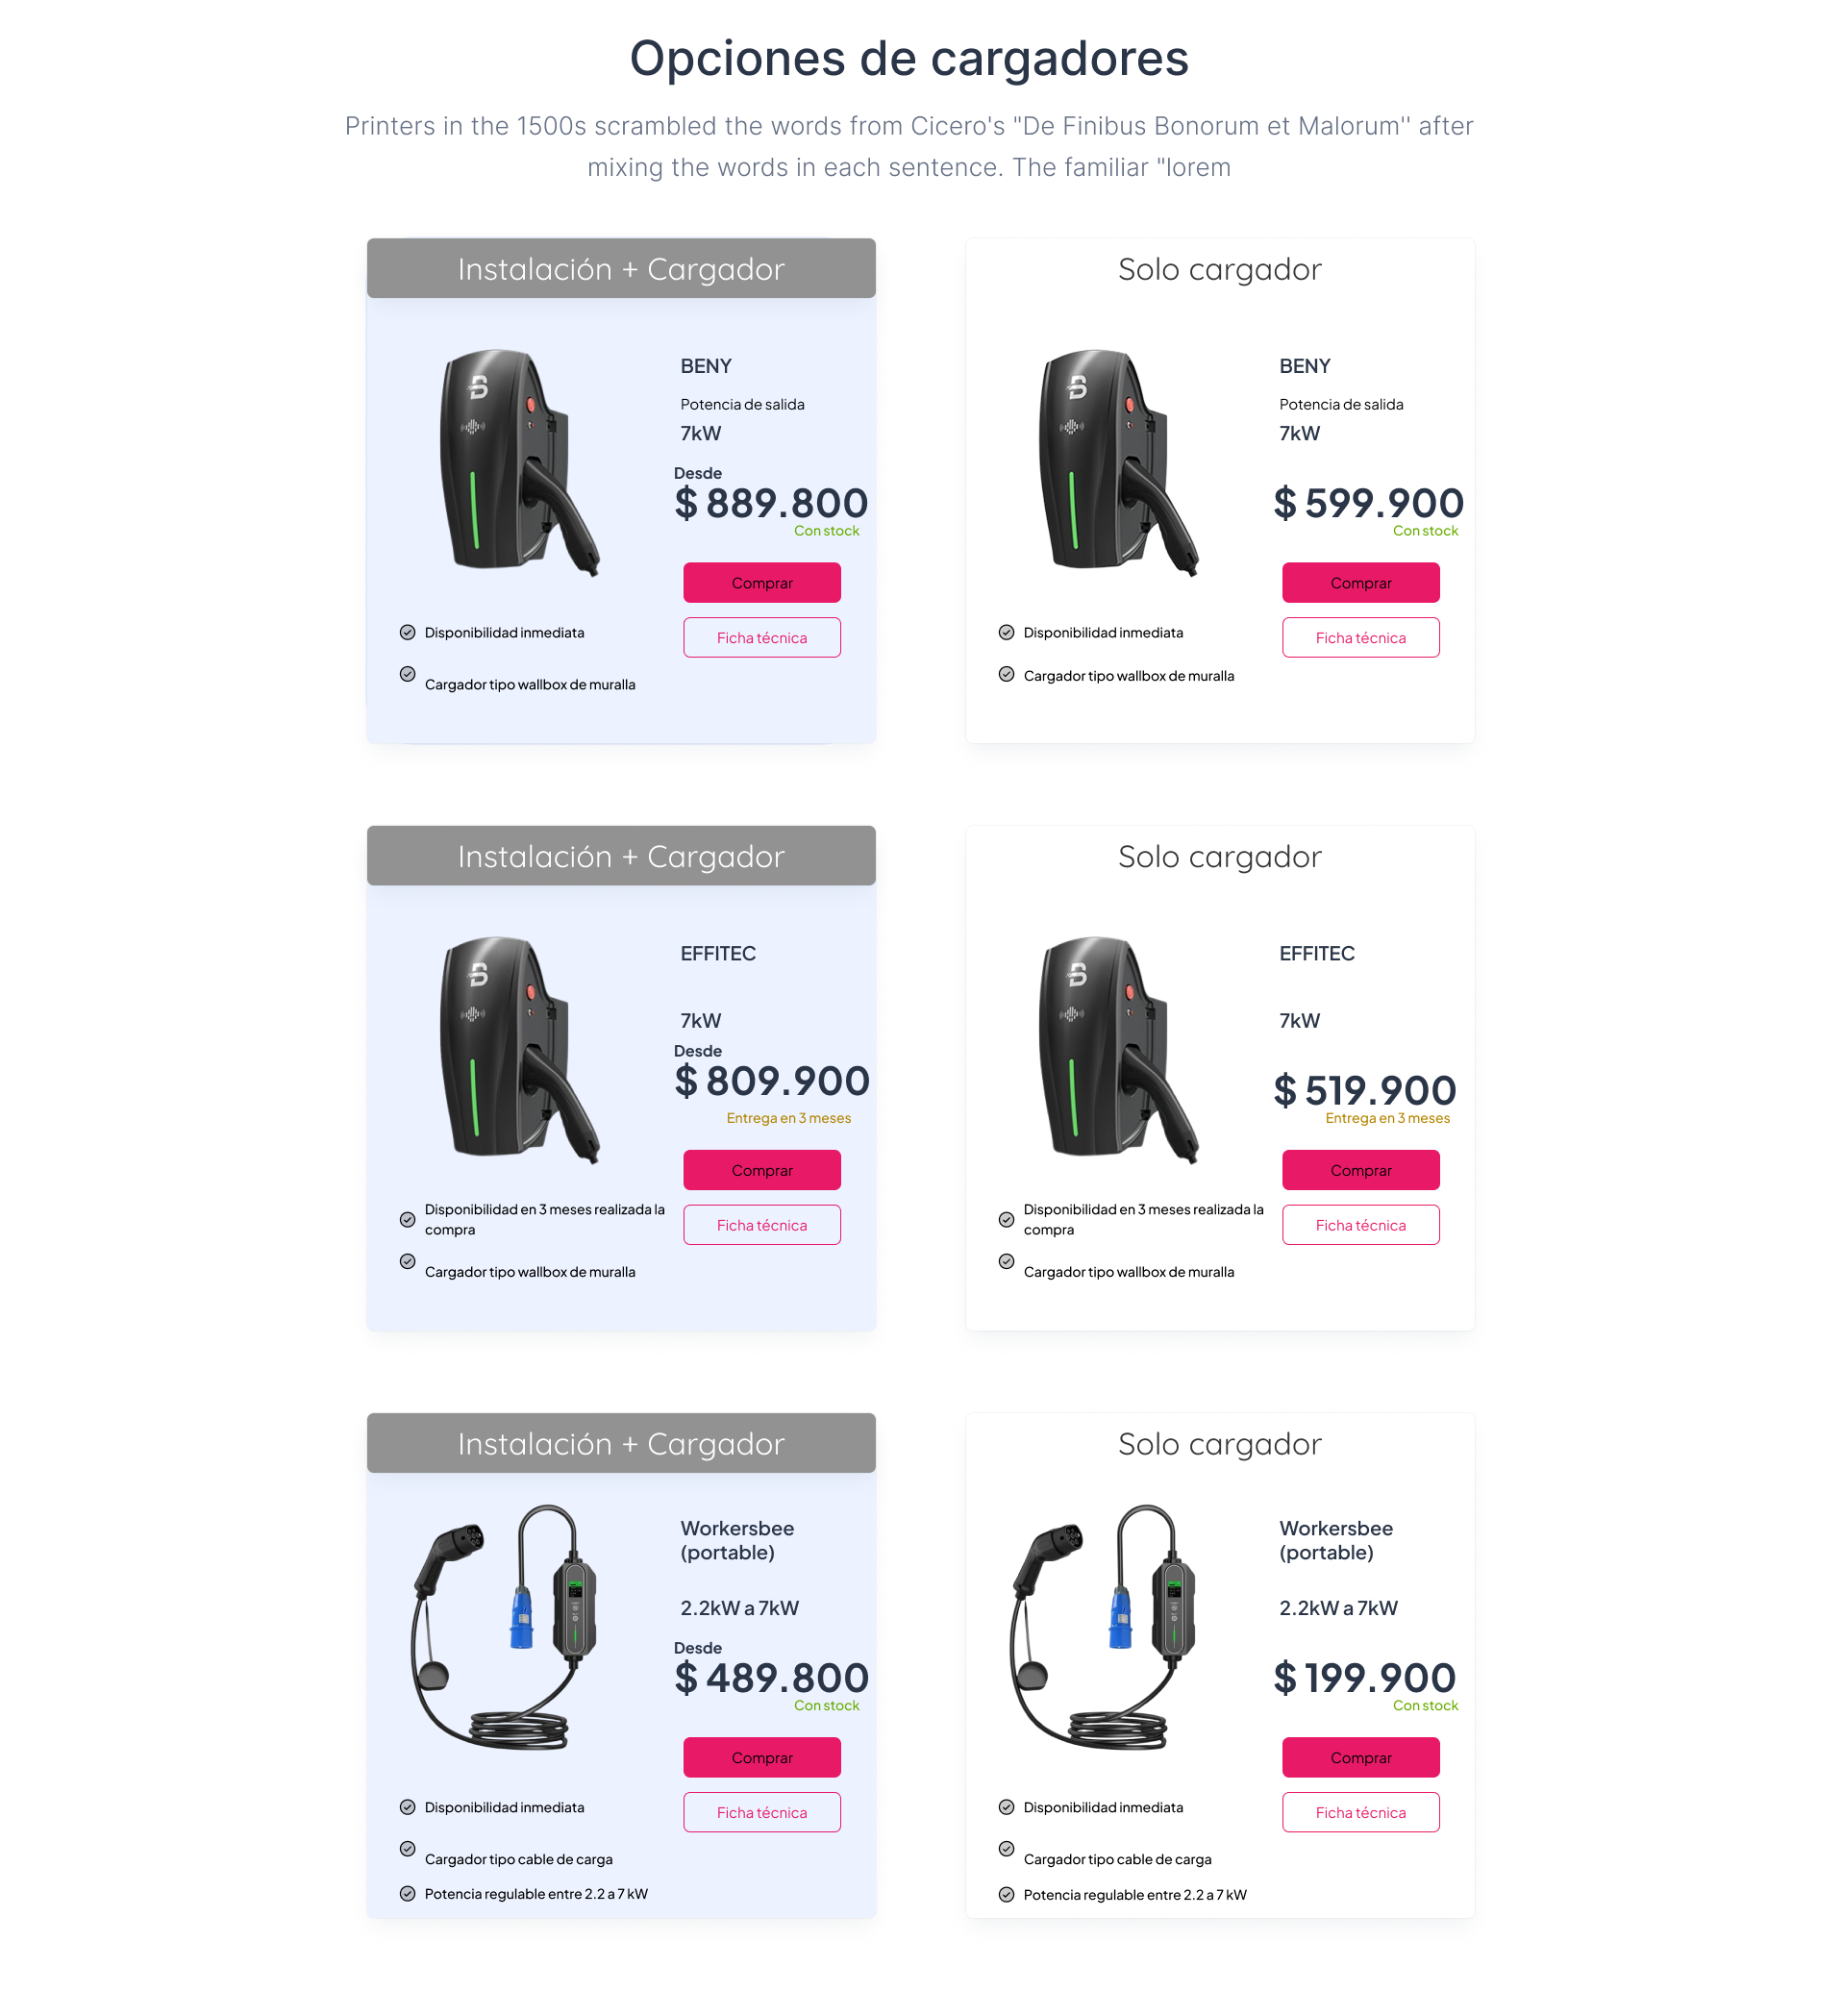 Opciones de cargadores
Printers in the 1500s scrambled the words from Cicero's "De Finibus Bonorum et Malorum'' after
mixing the words in each sentence. The familiar "lorem
Instalación + Cargador
BENY
Potencia de salida
7kW
Desde
$ 889.800
Con stock
Comprar
Ficha técnica
Disponibilidad inmediata
Cargador tipo wallbox de muralla
Solo cargador
BENY
Potencia de salida
7kW
$ 599.900
Con stock
Comprar
Ficha técnica
Disponibilidad inmediata
Cargador tipo wallbox de muralla
Instalación + Cargador
EFFITEC
7kW
Desde
$ 809.900
Entrega en 3 meses
Comprar
Ficha técnica
Disponibilidad en 3 meses realizada la
compra
Cargador tipo wallbox de muralla
Solo cargador
EFFITEC
7kW
$ 519.900
Entrega en 3 meses
Comprar
Ficha técnica
Disponibilidad en 3 meses realizada la
compra
Cargador tipo wallbox de muralla
Instalación + Cargador
Workersbee
(portable)
2.2kW a 7kW
Desde
$ 489.800
Con stock
Comprar
Ficha técnica
Disponibilidad inmediata
Cargador tipo cable de carga
Potencia regulable entre 2.2 a 7 kW
Solo cargador
Workersbee
(portable)
2.2kW a 7kW
$ 199.900
Con stock
Comprar
Ficha técnica
Disponibilidad inmediata
Cargador tipo cable de carga
Potencia regulable entre 2.2 a 7 kW